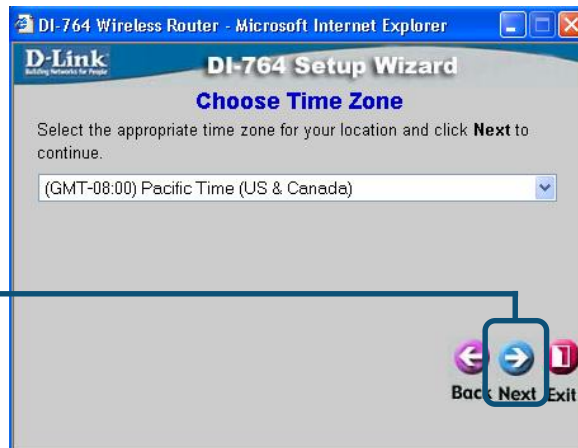 DI-764 Wireless Router - Microsoft Internet Explorer
D-Link
Building Networks for People
DI-764 Setup Wizard
Choose Time Zone
Select the appropriate time zone for your location and click Next to
continue.
(GMT-08:00) Pacific Time (US & Canada)
Back Next Exit